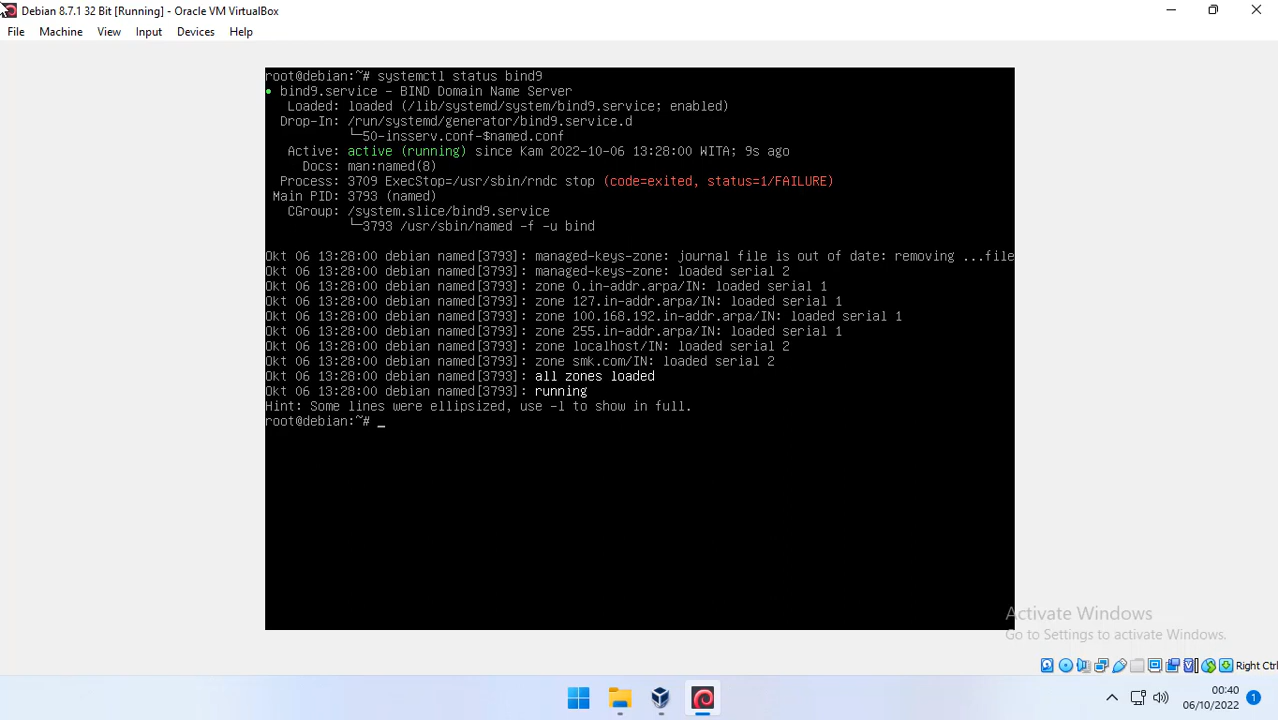 Debian 8.7.1 32 Bit [Running] - Oracle VM VirtualBox
File Machine View Input Devices Help
root@debian:~# systemctl status bind9
● bind9.service - BIND Domain Name Server
Loaded: loaded (/lib/systemd/system/bind9.service; enabled)
Drop-In: /run/systemd/generator/bind9.service.d
└─50-insserv.conf-$named.conf
Active: active (running) since Kam 2022-10-06 13:28:00 WITA; 9s ago
Docs: man:named(8)
Process: 3709 ExecStop=/usr/sbin/rndc stop (code=exited, status=1/FAILURE)
Main PID: 3793 (named)
CGroup: /system.slice/bind9.service
└─3793 /usr/sbin/named -f -u bind
Okt 06 13:28:00 debian named[3793]: managed-keys-zone: journal file is out of date: removing ...file
Okt 06 13:28:00 debian named[3793]: managed-keys-zone: loaded serial 2
Okt 06 13:28:00 debian named[3793]: zone 0.in-addr.arpa/IN: loaded serial 1
Okt 06 13:28:00 debian named[3793]: zone 127.in-addr.arpa/IN: loaded serial 1
Okt 06 13:28:00 debian named[3793]: zone 100.168.192.in-addr.arpa/IN: loaded serial 1
Okt 06 13:28:00 debian named[3793]: zone 255.in-addr.arpa/IN: loaded serial 1
Okt 06 13:28:00 debian named[3793]: zone localhost/IN: loaded serial 2
Okt 06 13:28:00 debian named[3793]: zone smk.com/IN: loaded serial 2
Okt 06 13:28:00 debian named[3793]: all zones loaded
Okt 06 13:28:00 debian named[3793]: running
Hint: Some lines were ellipsized, use -l to show in full.
root@debian:~# _
Activate Windows
Go to Settings to activate Windows.
Right Ctrl
00:40
06/10/2022
1